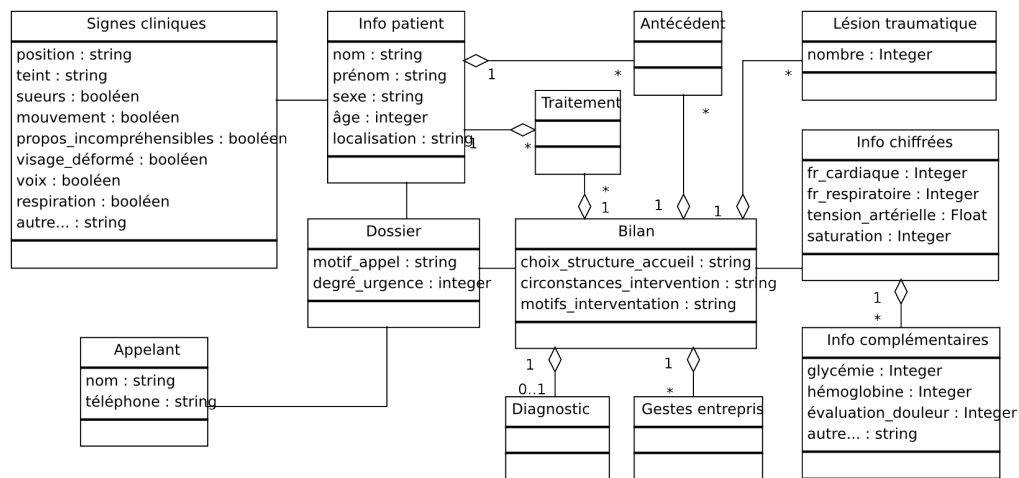 Signes cliniques
position : string
teint : string
sueurs : booléen
mouvement : booléen
propos_incompréhensibles : booléen
visage_déformé : booléen
voix : booléen
respiration : booléen
autre... : string
Info patient
nom : string
prénom : string
sexe : string
âge : integer
localisation : string
1
*
1
*
Antécédent
*
1
Traitement
*
1
Lésion traumatique
nombre : Integer
*
1
Info chiffrées
fr_cardiaque : Integer
fr_respiratoire : Integer
tension_artérielle : Float
saturation : Integer
1
*
Dossier
motif_appel : string
degré_urgence : integer
Bilan
choix_structure_accueil : string
circonstances_intervention : string
motifs_interventation : string
1
0..1
1
*
Appelant
nom : string
téléphone : string
Diagnostic
Gestes entrepris
Info complémentaires
glycémie : Integer
hémoglobine : Integer
évaluation_douleur : Integer
autre... : string